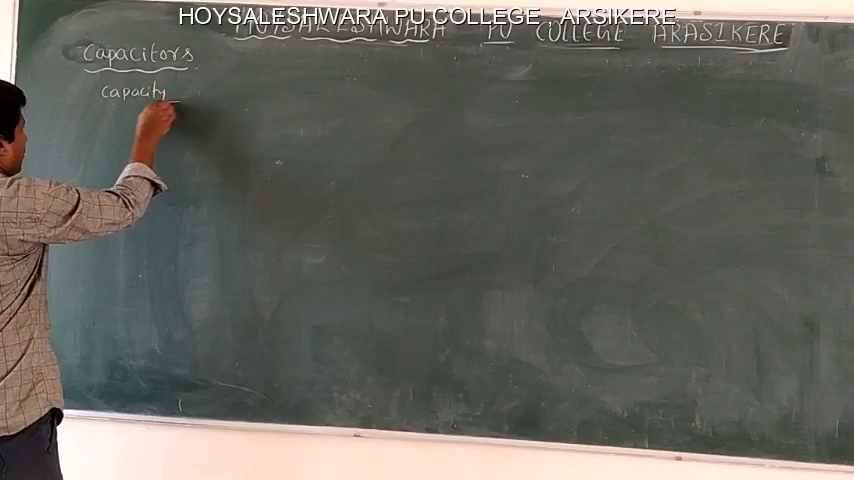 HOYSALESHWARA PU COLLEGE , ARSIKERE
HOYSALESHWARA PU COLLEGE ARASIKERE
Capacitors
Capacity